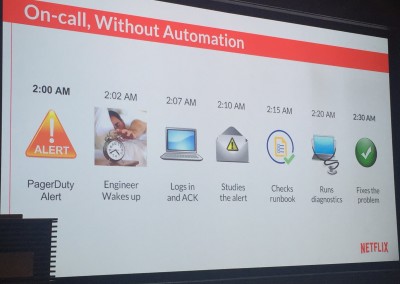 On-call, Without Automation
2:00 AM
2:02 AM
2:07 AM
2:10 AM
2:15 AM
2:20 AM
2:30 AM
ALERT
PagerDuty
Alert
Engineer
Wakes up
Logs in
and ACK
Studies
the alert
Checks
runbook
Runs
diagnostics
Fixes the
problem
NETFLIX